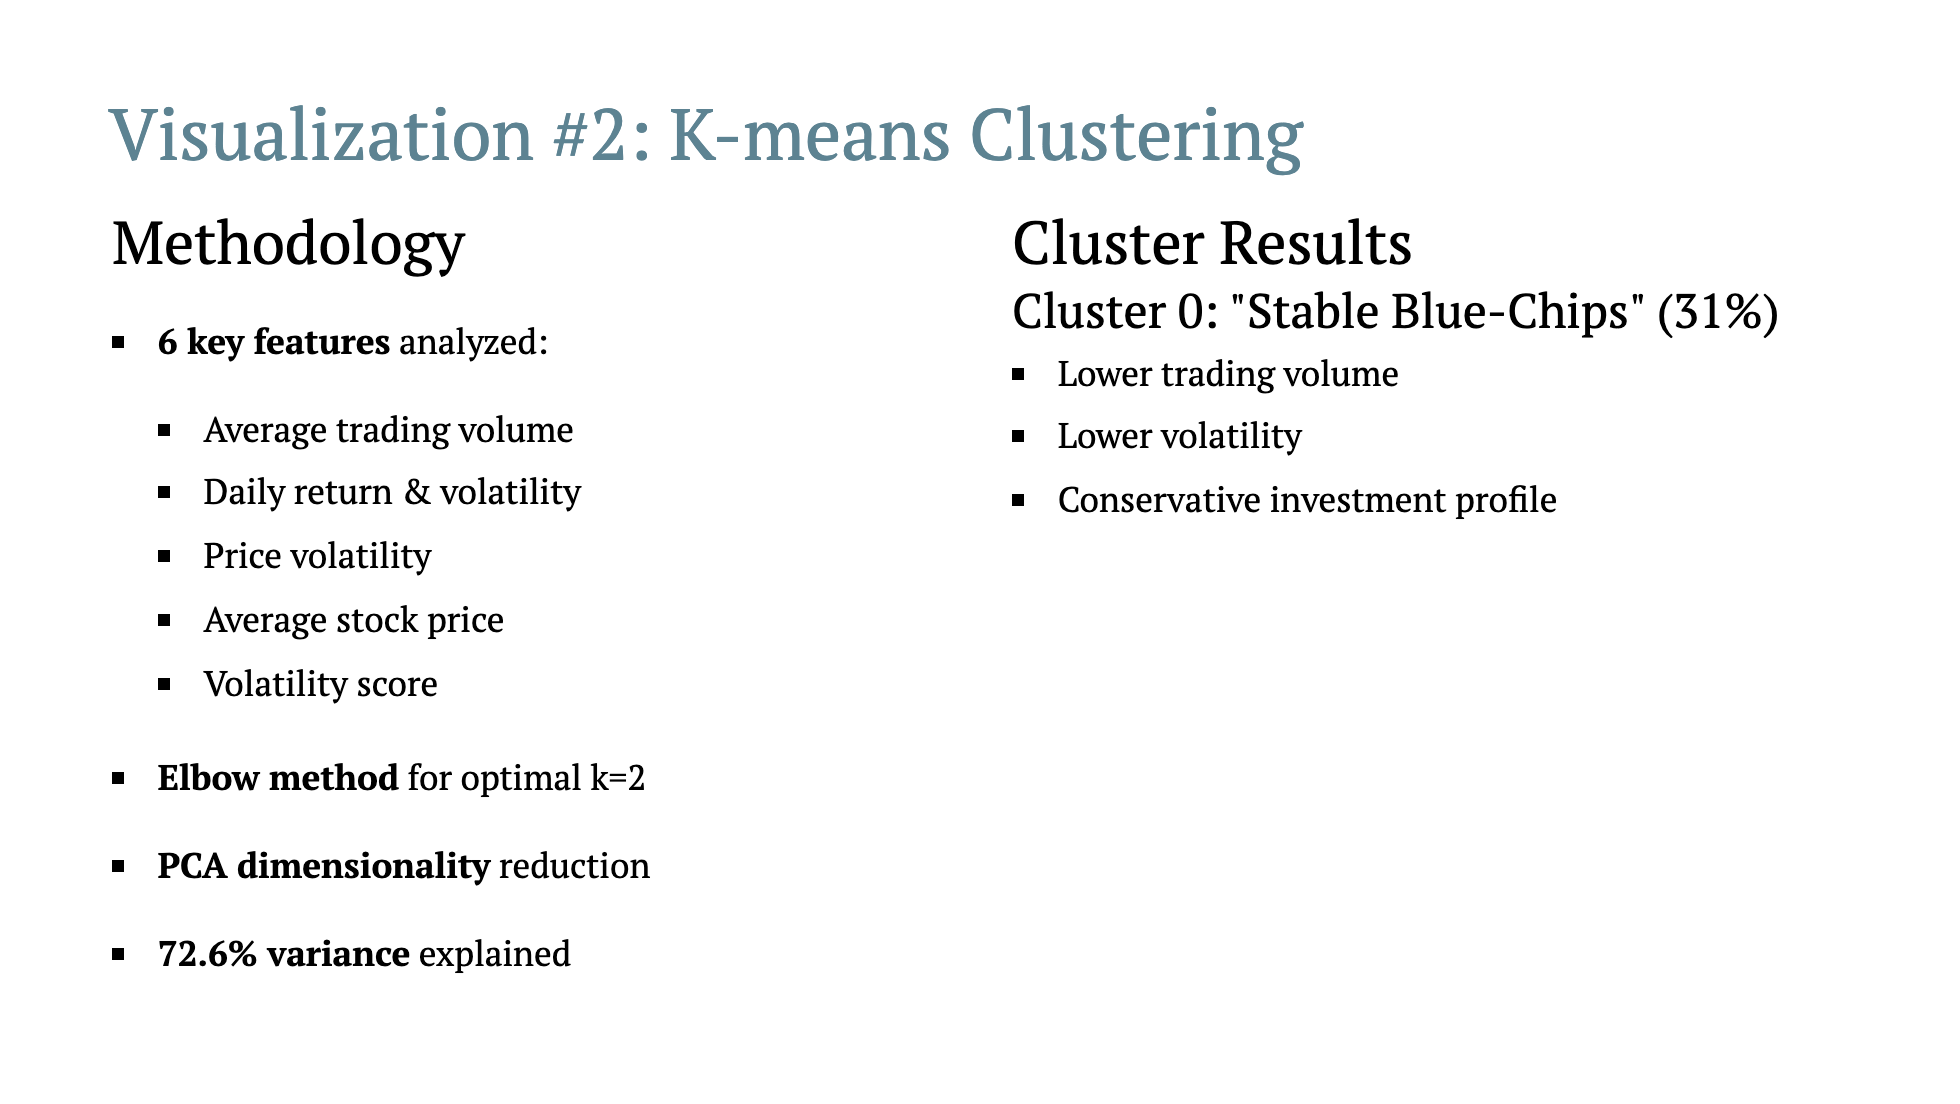 Visualization #2: K-means Clustering
Methodology
▪ 6 key features analyzed:
▪ Average trading volume
▪ Daily return & volatility
▪ Price volatility
▪ Average stock price
▪ Volatility score
▪ Elbow method for optimal k=2
▪ PCA dimensionality reduction
▪ 72.6% variance explained
Cluster Results
Cluster 0: "Stable Blue-Chips" (31%)
▪ Lower trading volume
▪ Lower volatility
▪ Conservative investment profile